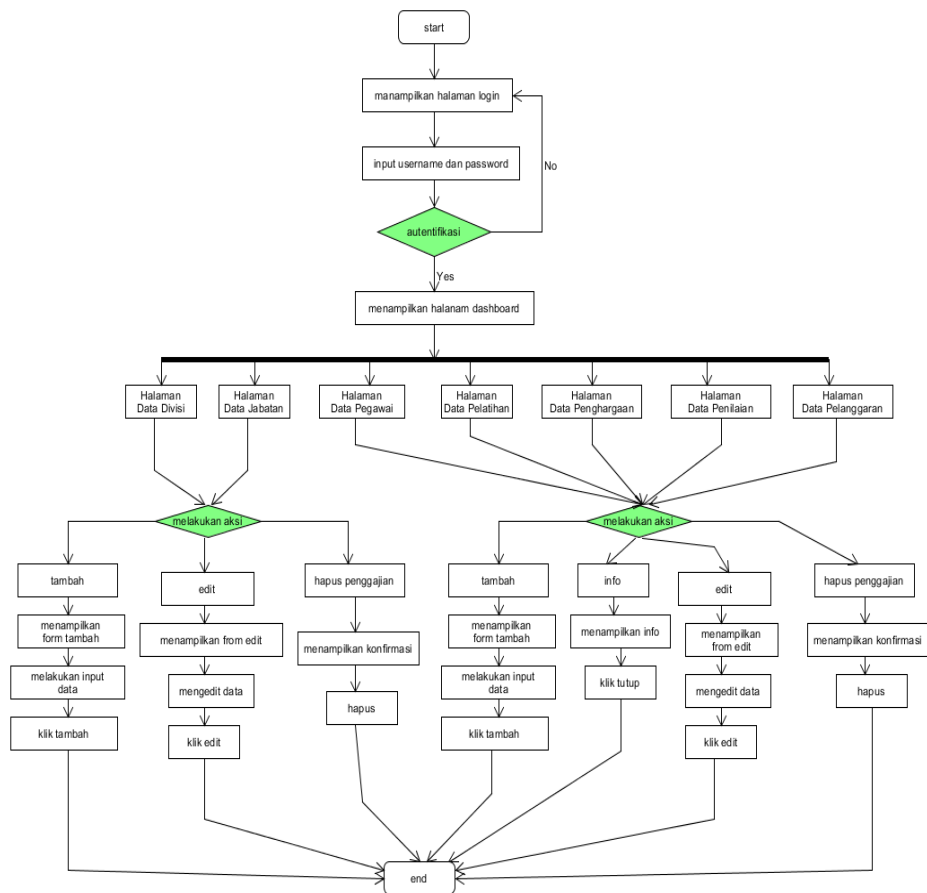 start
manampilkan halaman login
input username dan password
No
autentifikasi
Yes
menampilkan halanam dashboard
Halaman
Data Divisi
Halaman
Data Jabatan
Halaman
Data Pegawai
Halaman
Data Pelatihan
Halaman
Data Penghargaan
Halaman
Data Penilaian
Halaman
Data Pelanggaran
melakukan aksi
tambah
menampilkan
form tambah
melakukan input
data
klik tambah
edit
menampilkan from edit
mengedit data
klik edit
hapus penggajian
menampilkan konfirmasi
hapus
melakukan aksi
tambah
menampilkan
form tambah
melakukan input
data
klik tambah
info
menampilkan info
klik tutup
edit
menampilkan
from edit
mengedit data
klik edit
hapus penggajian
menampilkan konfirmasi
hapus
end